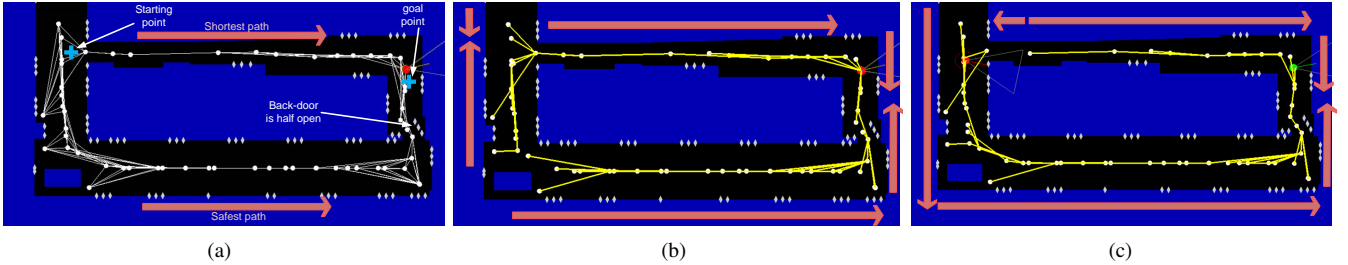 Starting
point
Shortest path
goal
point
Back-door
is half open
Safest path
(a)
(b)
(c)